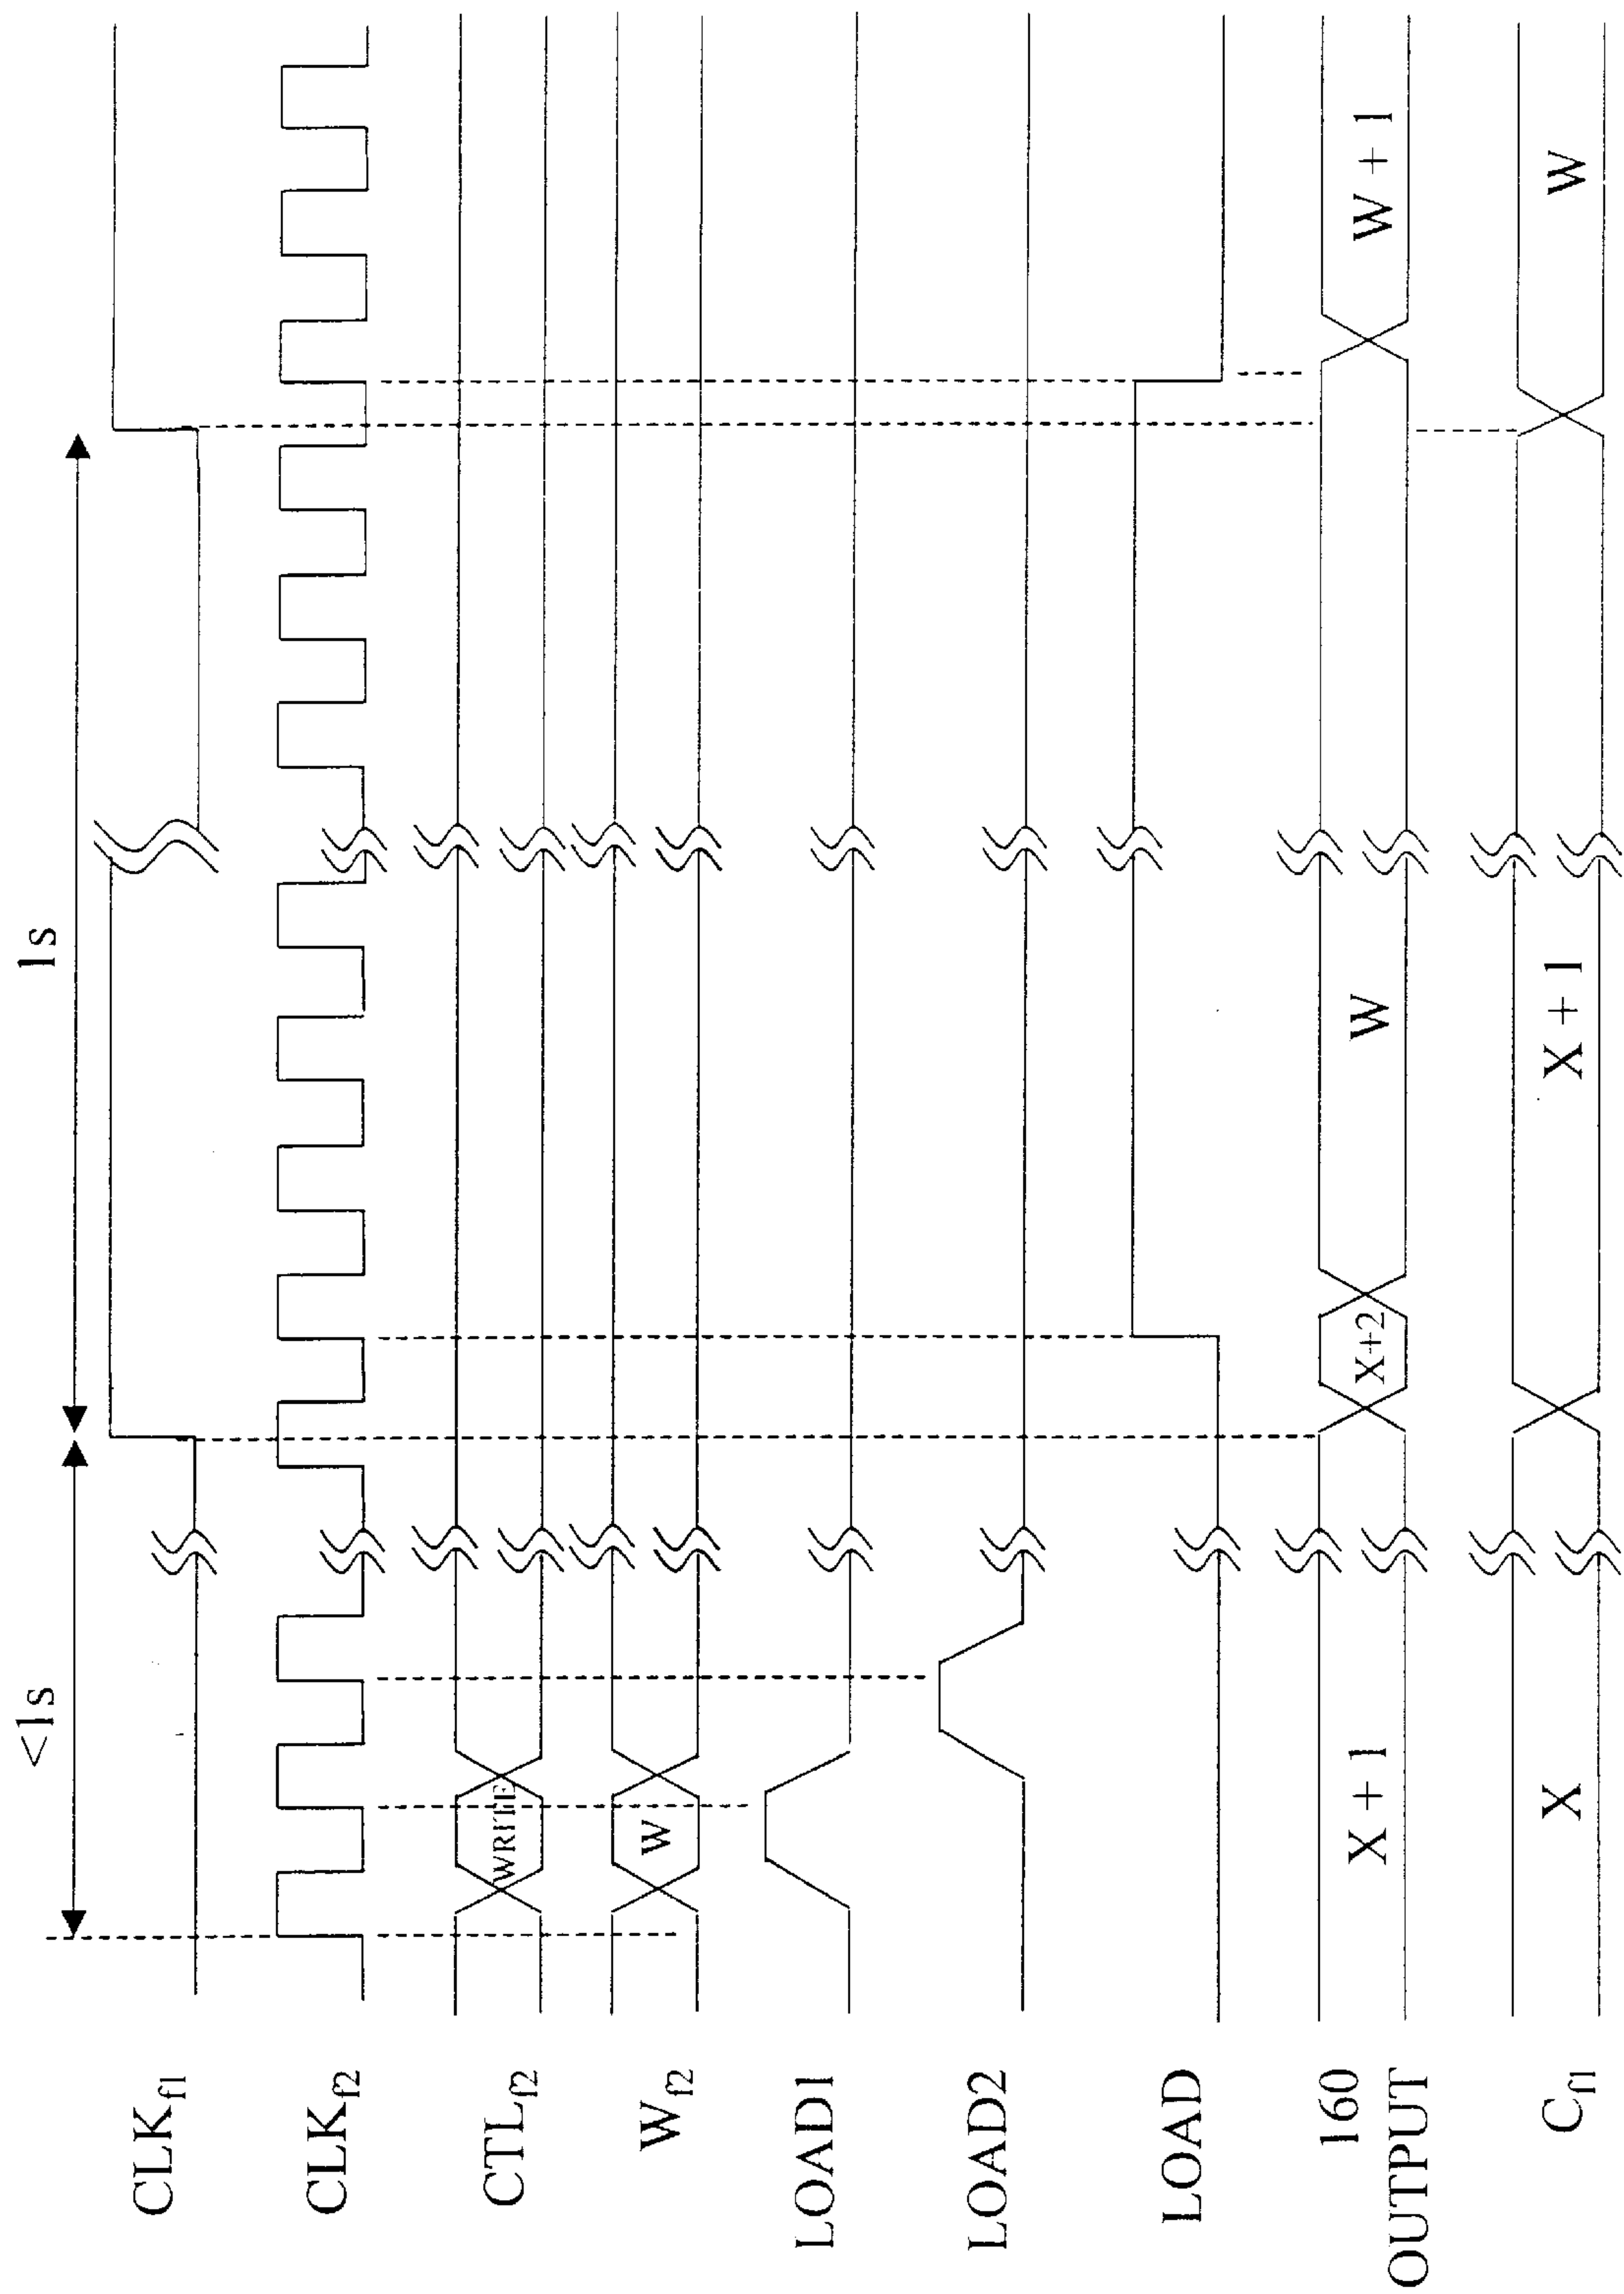 <1s
1s
CLKf1
CLKf2
CTLf2
WRITE
Wf2
W
LOAD1
LOAD2
LOAD
160
OUTPUT
X + 1
X+2
W
W + 1
Cf1
X
X + 1
W